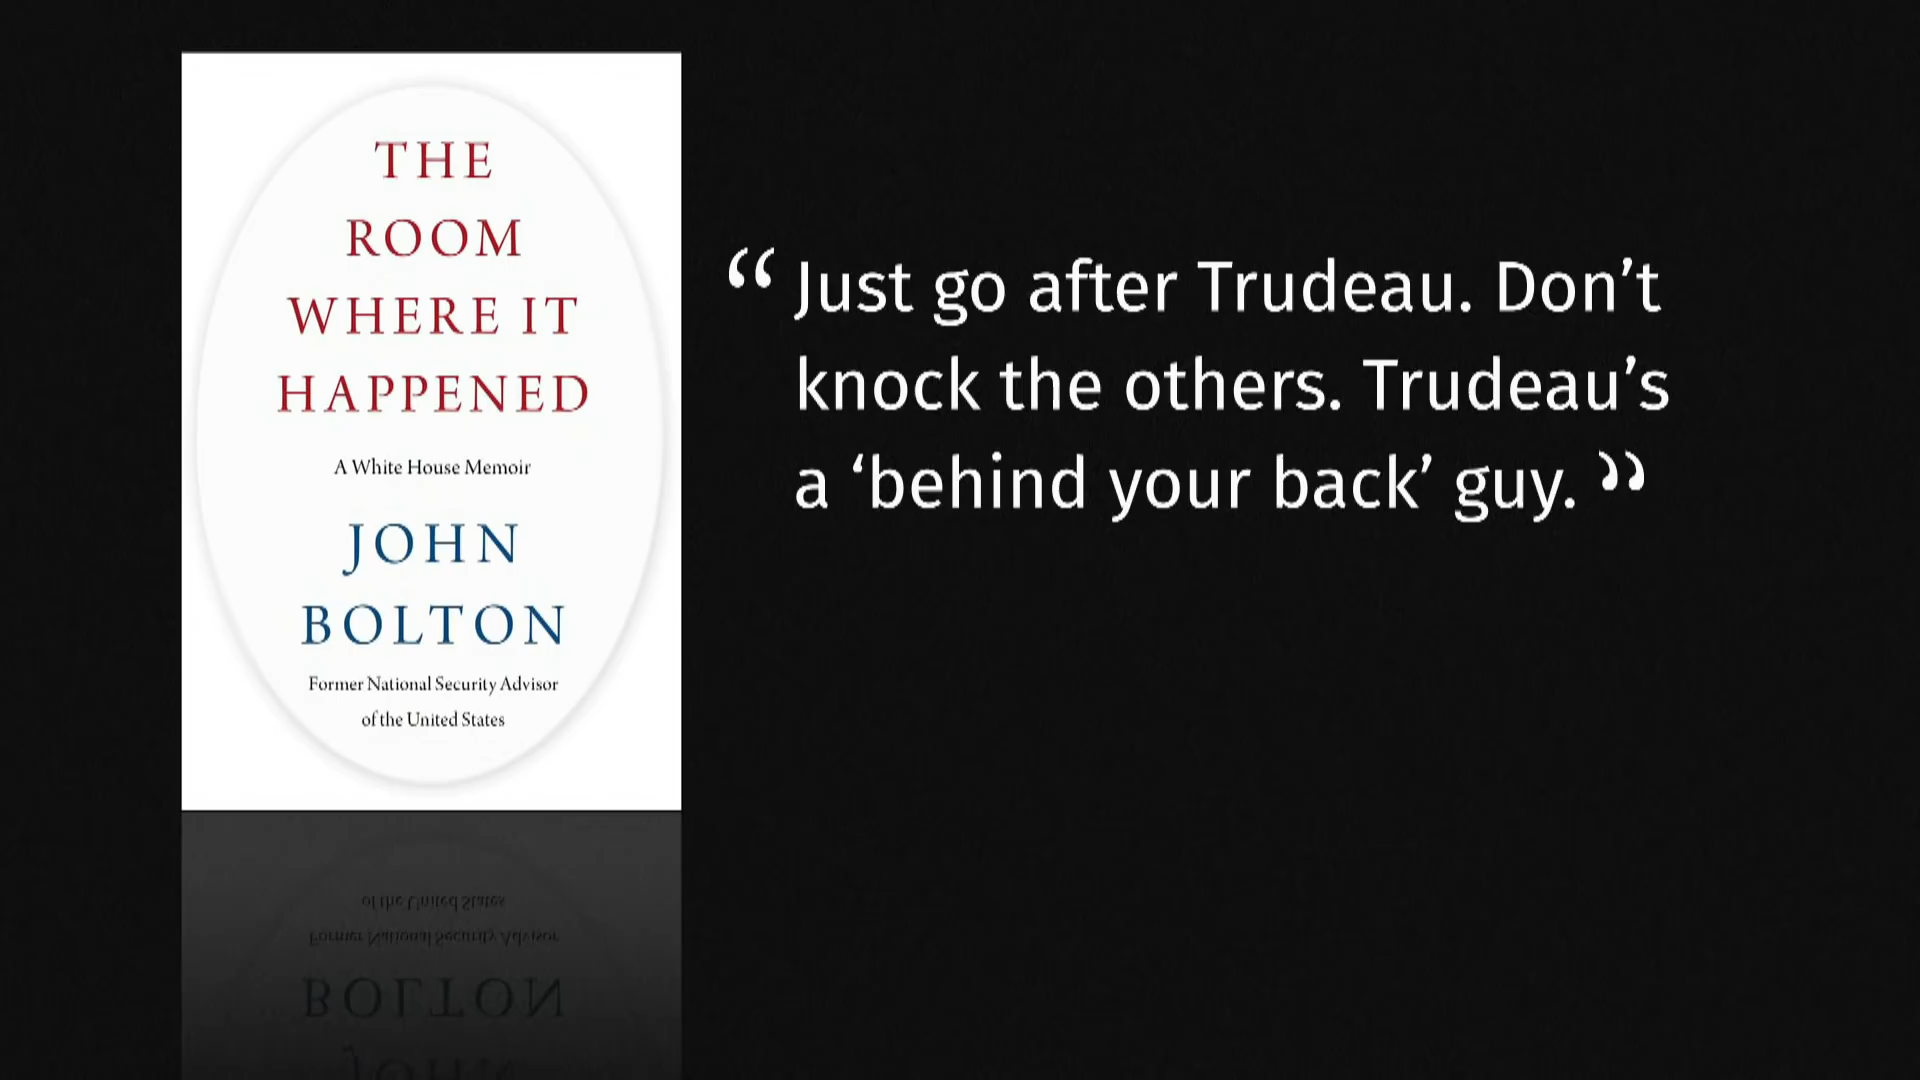 THE
ROOM
WHERE IT
HAPPENED
A White House Memoir
JOHN
BOLTON
Former National Security Advisor
of the United States
“Just go after Trudeau. Don’t
knock the others. Trudeau’s
a ‘behind your back’ guy.”